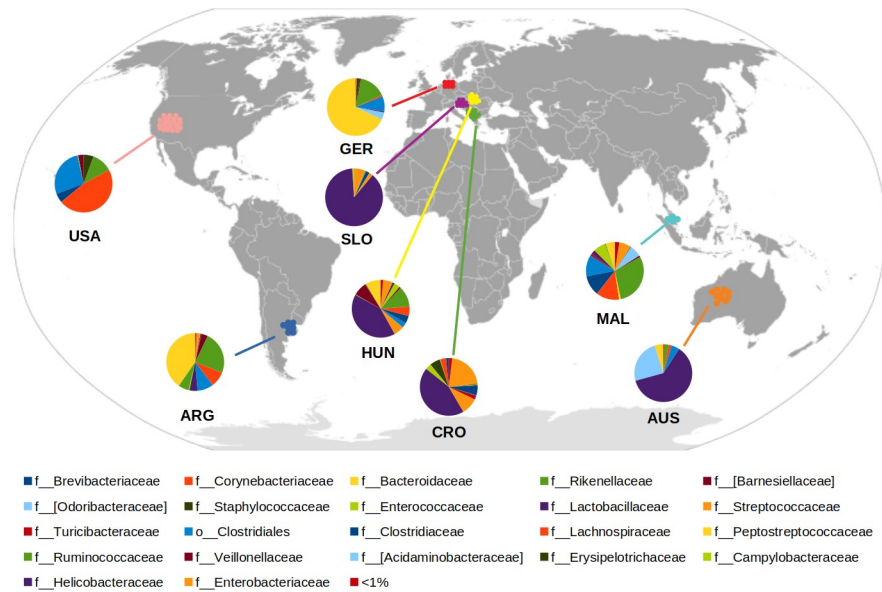 GER
USA
SLO
HUN
MAL
ARG
CRO
AUS
f__Brevibacteriaceae f__Corynebacteriaceae f__Bacteroidaceae f__Rikenellaceae f__[Barnesiellaceae]
f__[Odoribacteraceae] f__Staphylococcaceae f__Enterococcaceae f__Lactobacillaceae f__Streptococcaceae
f__Turicibacteraceae o__Clostridiales f__Clostridiaceae f__Lachnospiraceae f__Peptostreptococcaceae
f__Ruminococcaceae f__Veillonellaceae f__[Acidaminobacteraceae] f__Erysipelotrichaceae f__Campylobacteraceae
f__Helicobacteraceae f__Enterobacteriaceae <1%